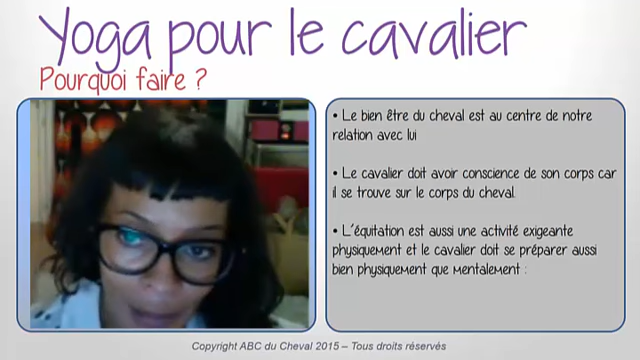 Yoga pour le cavalier
Pourquoi faire ?
• Le bien être du cheval est au centre de notre
relation avec lui
• Le cavalier doit avoir conscience de son corps car
il se trouve sur le corps du cheval.
• L'équitation est aussi une activité exigeante
physiquement et le cavalier doit se préparer aussi
bien physiquement que mentalement :
Copyright ABC du Cheval 2015 – Tous droits réservés